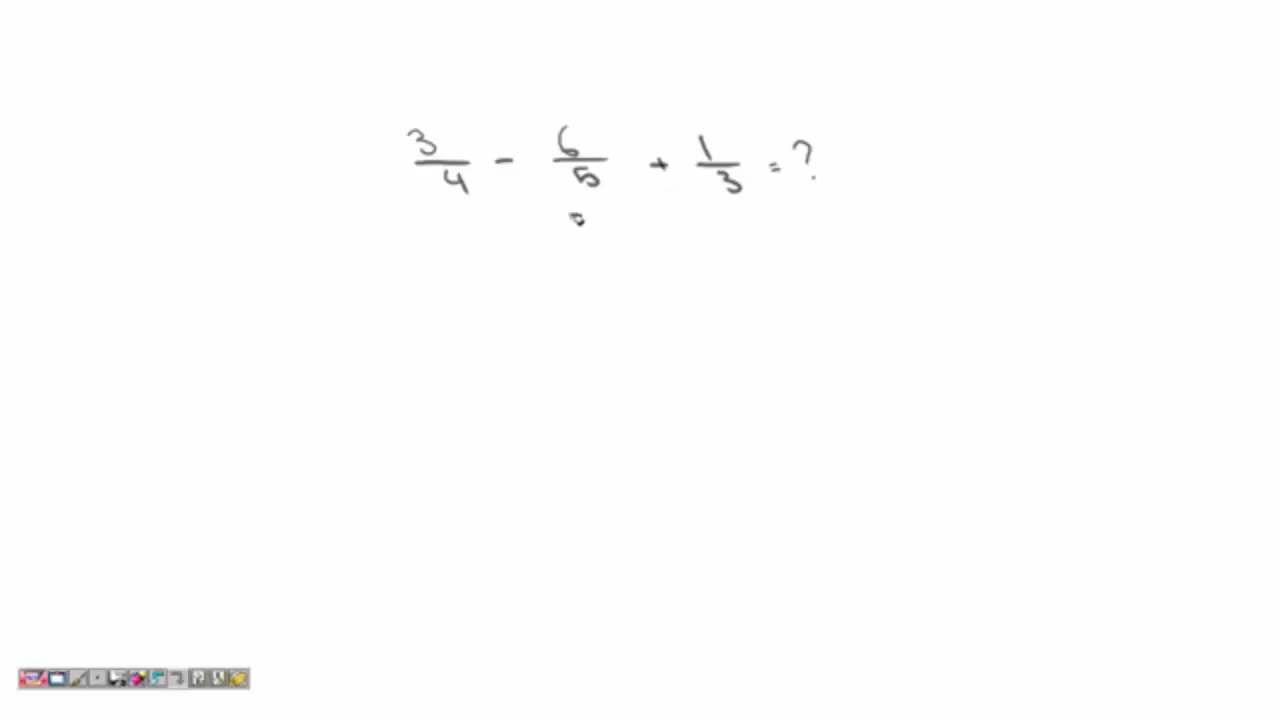 3/4 - 6/5 + 1/3 = ?